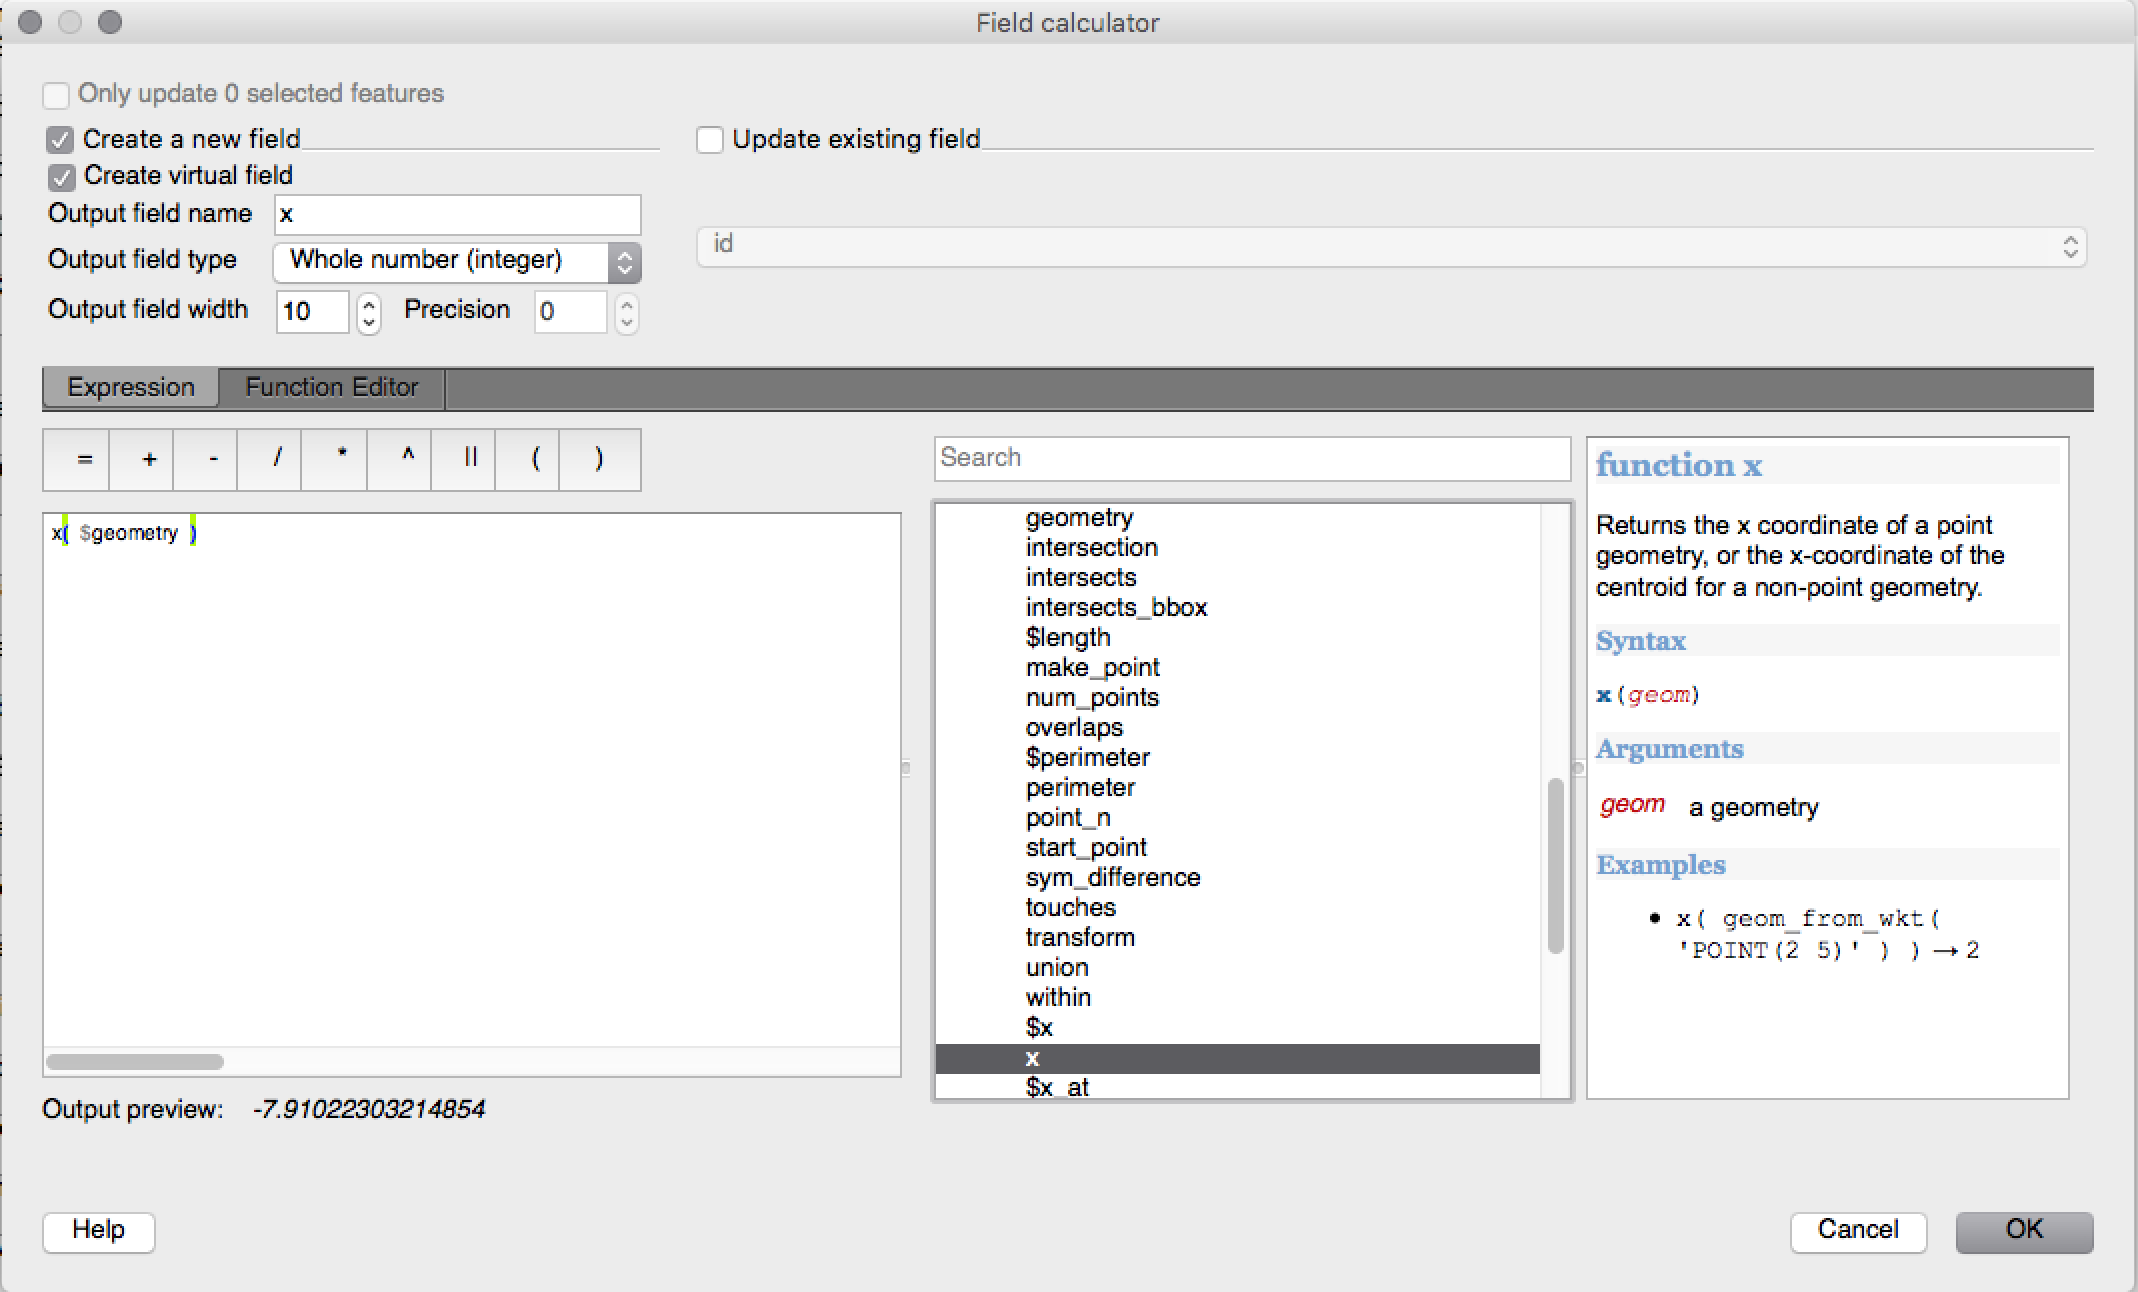 Field calculator
Only update 0 selected features
Create a new field
Update existing field
Create virtual field
Output field name x
id
Output field type Whole number (integer)
Output field width 10 Precision 0
Expression Function Editor
= + - / * ^ || ( )
x( $geometry )
Output preview: -7.91022303214854
Search
geometry
intersection
intersects
intersects_bbox
$length
make_point
num_points
overlaps
$perimeter
perimeter
point_n
start_point
sym_difference
touches
transform
union
within
$x
x
$x_at
function x
Returns the x coordinate of a point
geometry, or the x-coordinate of the
centroid for a non-point geometry.
Syntax
x(geom)
Arguments
geom a geometry
Examples
• x( geom_from_wkt(
'POINT(2 5)' ) ) → 2
Help
Cancel
OK